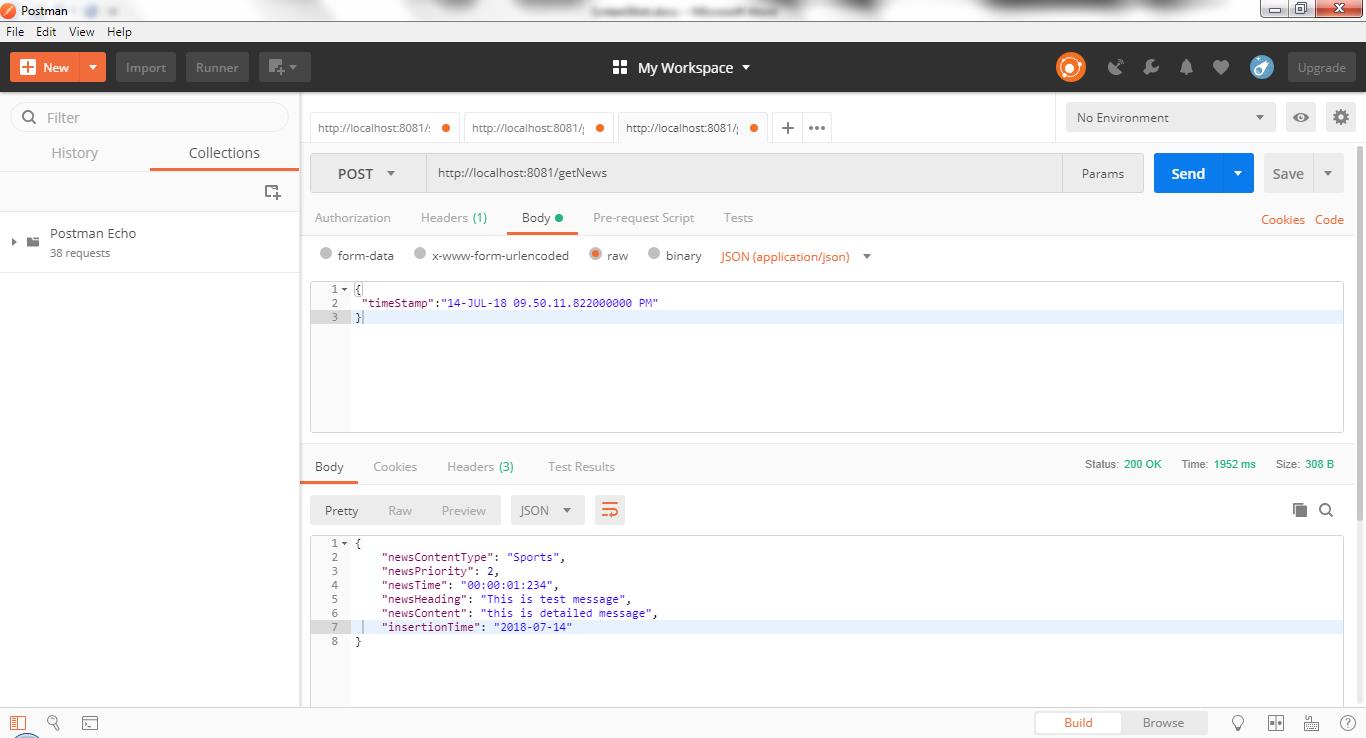 Postman
File Edit View Help
New Import Runner My Workspace Upgrade
Filter
History Collections
Postman Echo
38 requests
http://localhost:8081/ http://localhost:8081/ http://localhost:8081/ No Environment
POST http://localhost:8081/getNews Params Send Save
Authorization Headers (1) Body Pre-request Script Tests Cookies Code
form-data x-www-form-urlencoded raw binary JSON (application/json)
1 {
2 "timeStamp":"14-JUL-18 09.50.11.822000000 PM"
3 }
Body Cookies Headers (3) Test Results Status: 200 OK Time: 1952 ms Size: 308 B
Pretty Raw Preview JSON
1 {
2 "newsContentType": "Sports",
3 "newsPriority": 2,
4 "newsTime": "00:00:01:234",
5 "newsHeading": "This is test message",
6 "newsContent": "this is detailed message",
7 "insertionTime": "2018-07-14"
8 }
Build Browse